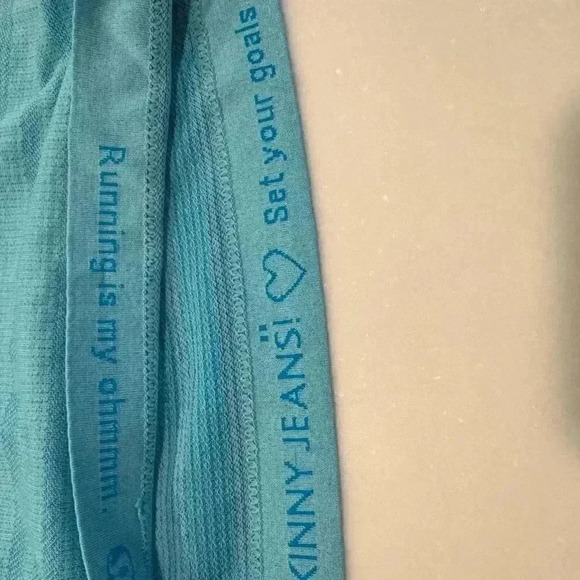 Running is my ohmmm.
KINNY JEANS! Set your goals